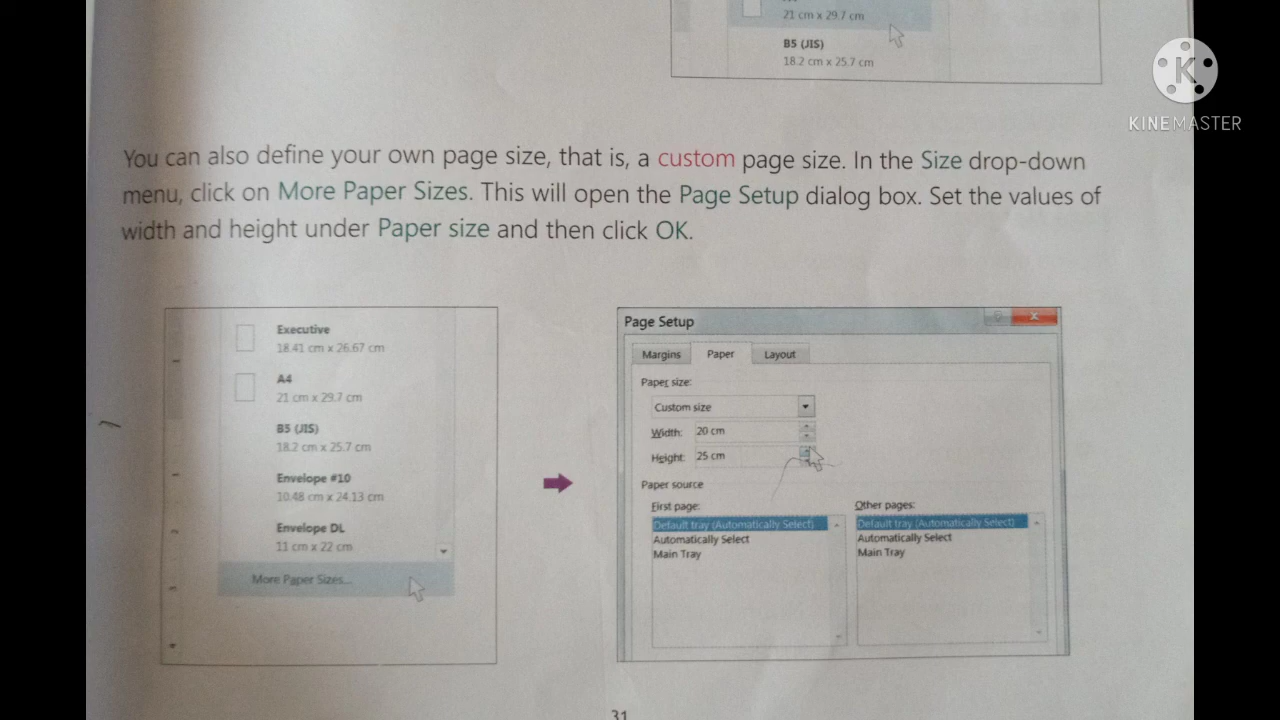 21 cm x 29.7 cm
B5 (JIS)
18.2 cm x 25.7 cm
KINEMASTER
You can also define your own page size, that is, a custom page size. In the Size drop-down
menu, click on More Paper Sizes. This will open the Page Setup dialog box. Set the values of
width and height under Paper size and then click OK.
Executive
18.41 cm x 26.67 cm
A4
21 cm x 29.7 cm
B5 (JIS)
18.2 cm x 25.7 cm
Envelope #10
10.48 cm x 24.13 cm
Envelope DL
11 cm x 22 cm
More Paper Sizes...
Page Setup
Margins Paper Layout
Paper size:
Custom size
Width: 20 cm
Height: 25 cm
Paper source
First page:
Default tray (Automatically Select)
Automatically Select
Main Tray
Other pages:
Default tray (Automatically Select)
Automatically Select
Main Tray
31